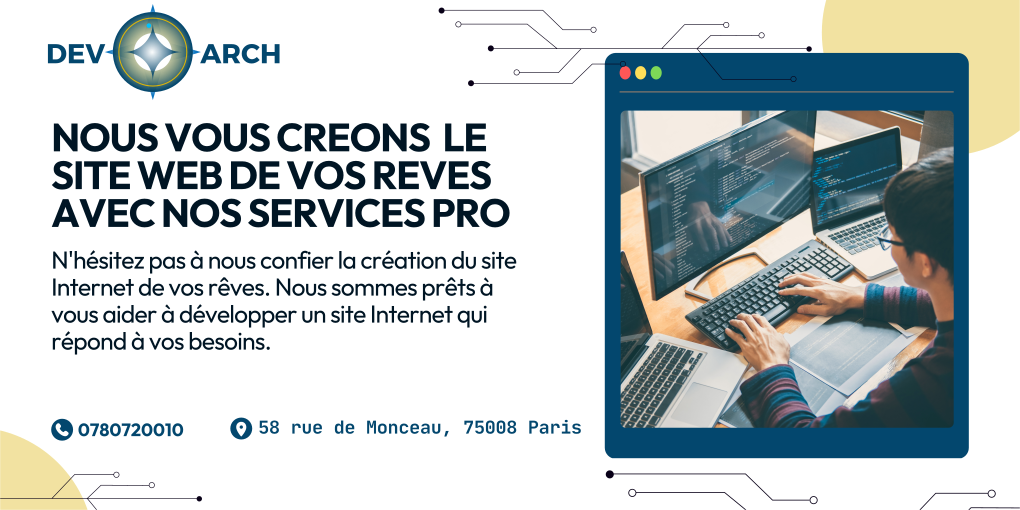 DEV ARCH
NOUS VOUS CREONS LE
SITE WEB DE VOS REVES
AVEC NOS SERVICES PRO
N'hésitez pas à nous confier la création du site
Internet de vos rêves. Nous sommes prêts à
vous aider à développer un site Internet qui
répond à vos besoins.
0780720010
58 rue de Monceau, 75008 Paris